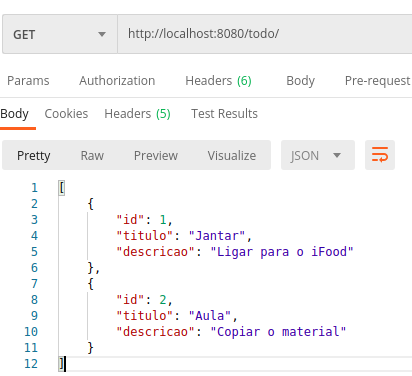 GET http://localhost:8080/todo/
Params Authorization Headers (6) Body Pre-request
Body Cookies Headers (5) Test Results
Pretty Raw Preview Visualize JSON
1 [
2 {
3 "id": 1,
4 "titulo": "Jantar",
5 "descricao": "Ligar para o iFood"
6 },
7 {
8 "id": 2,
9 "titulo": "Aula",
10 "descricao": "Copiar o material"
11 }
12 ]